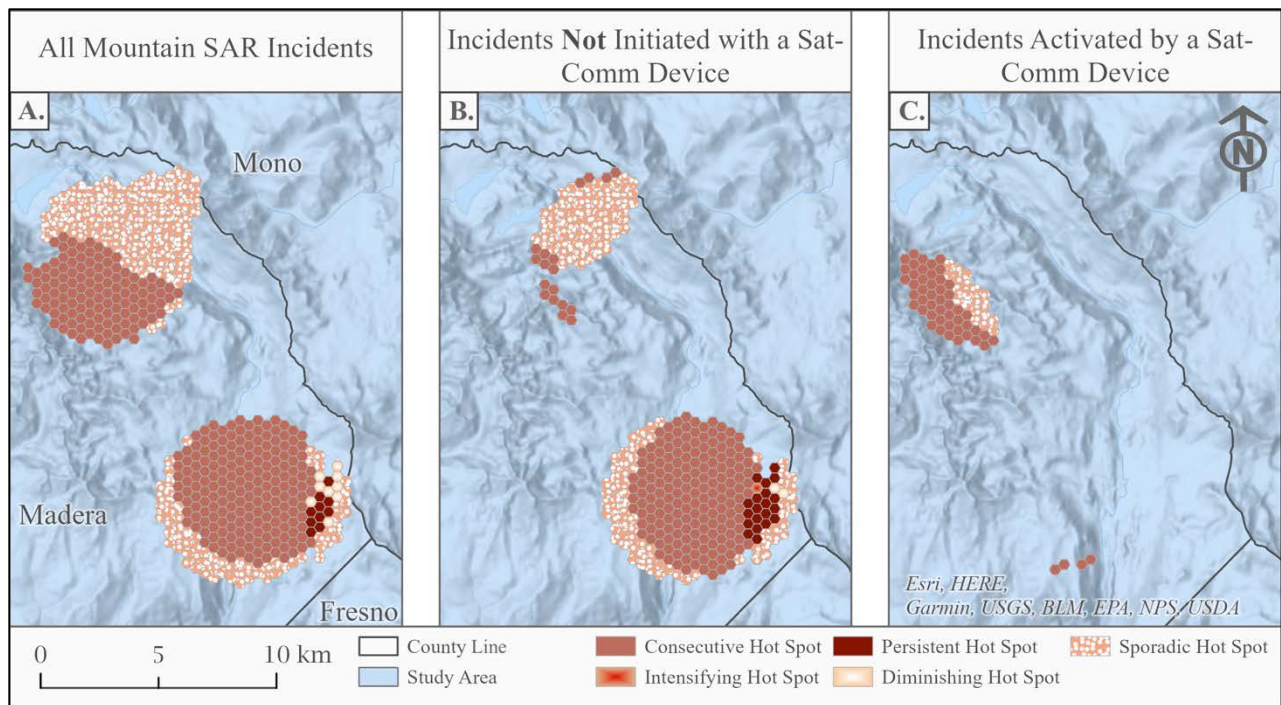 All Mountain SAR Incidents
Incidents Not Initiated with a Sat-
Comm Device
Incidents Activated by a Sat-
Comm Device
A.
Mono
Madera
Fresno
B.
C.
N
Esri, HERE,
Garmin, USGS, BLM, EPA, NPS, USDA
0 5 10 km
County Line
Study Area
Consecutive Hot Spot
Intensifying Hot Spot
Persistent Hot Spot
Diminishing Hot Spot
Sporadic Hot Spot